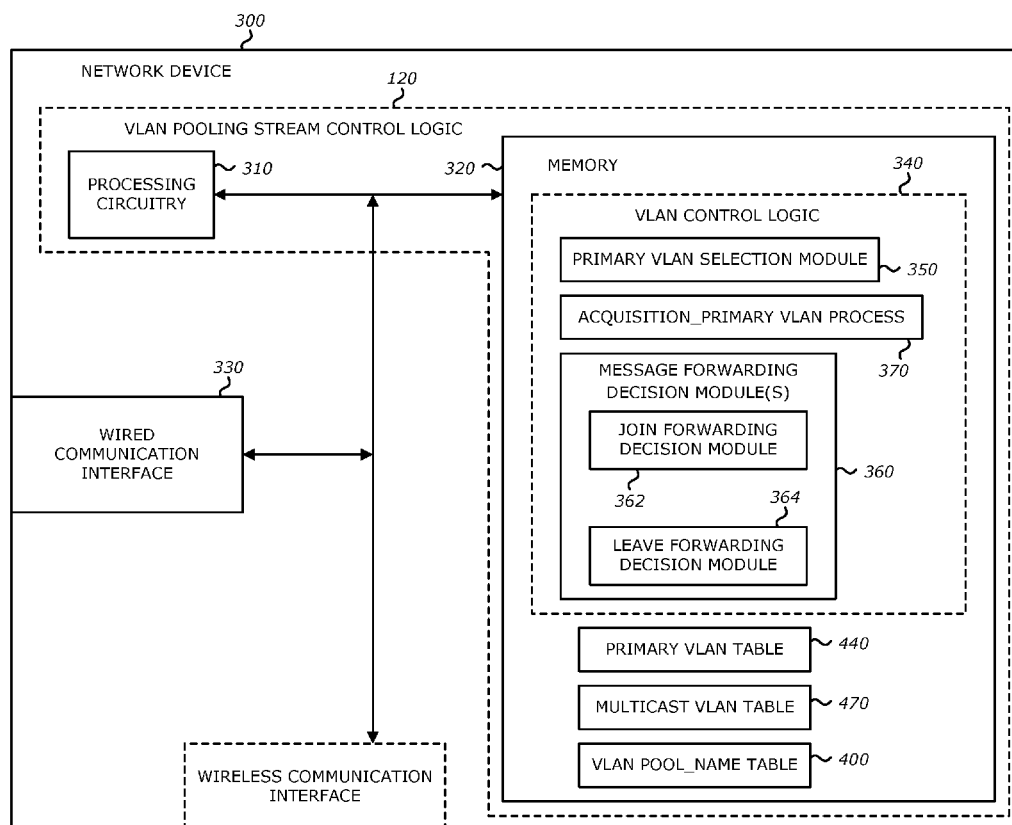 300
NETWORK DEVICE
120
VLAN POOLING STREAM CONTROL LOGIC
310
PROCESSING
CIRCUITRY
320
MEMORY
340
VLAN CONTROL LOGIC
PRIMARY VLAN SELECTION MODULE
350
ACQUISITION_PRIMARY VLAN PROCESS
370
MESSAGE FORWARDING
DECISION MODULE(S)
JOIN FORWARDING
DECISION MODULE
362
360
364
LEAVE FORWARDING
DECISION MODULE
330
WIRED
COMMUNICATION
INTERFACE
PRIMARY VLAN TABLE
440
MULTICAST VLAN TABLE
470
VLAN POOL_NAME TABLE
400
WIRELESS COMMUNICATION
INTERFACE